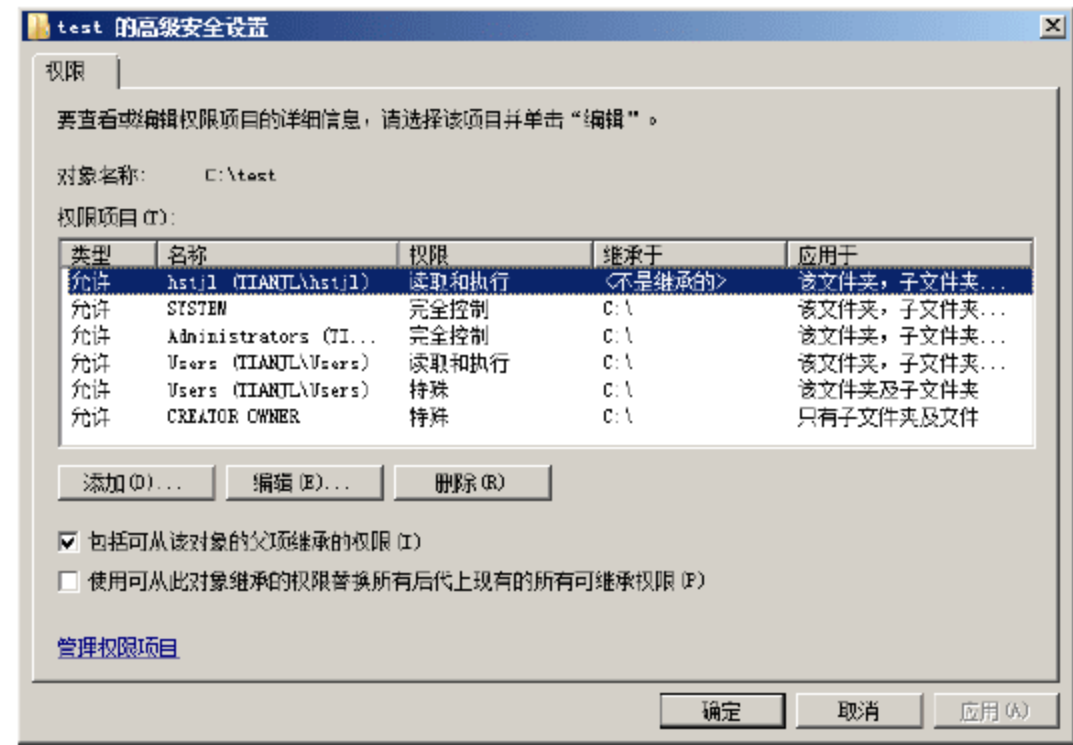 test 的高级安全设置
权限
要查看或编辑权限项目的详细信息，请选择该项目并单击“编辑”。
对象名称: C:\test
权限项目(T):
类型 名称 权限 继承于 应用于
允许 hstjl (TIANJL\hstjl) 读取和执行 <不是继承的> 该文件夹，子文件夹...
允许 SYSTEM 完全控制 C:\ 该文件夹，子文件夹...
允许 Administrators (TI... 完全控制 C:\ 该文件夹，子文件夹...
允许 Users (TIANJL\Users) 读取和执行 C:\ 该文件夹，子文件夹...
允许 Users (TIANJL\Users) 特殊 C:\ 该文件夹及子文件夹
允许 CREATOR OWNER 特殊 C:\ 只有子文件夹及文件
添加(D)... 编辑(E)... 删除(R)
包括可从该对象的父项继承的权限(I)
使用可从此对象继承的权限替换所有后代上现有的所有可继承权限(P)
管理权限项目
确定 取消 应用(A)